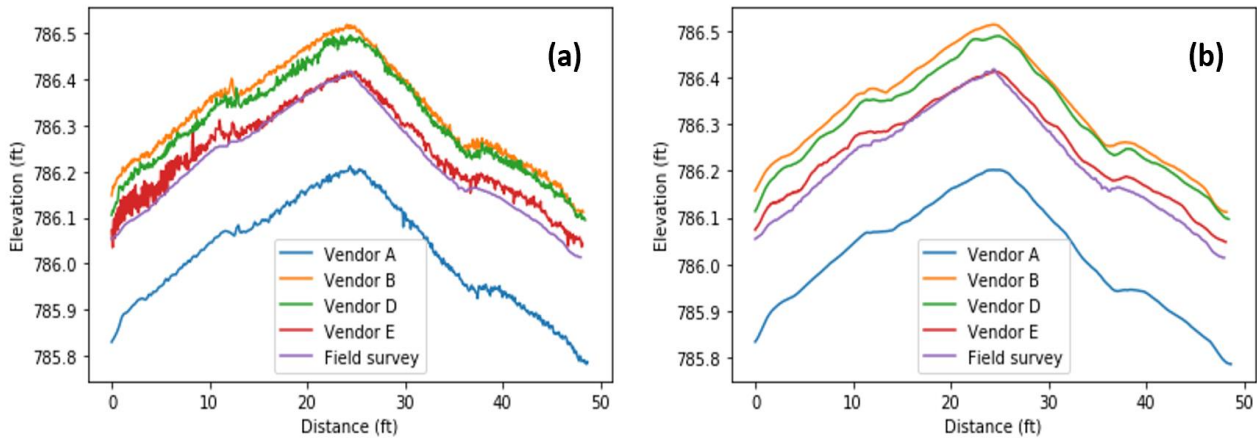 (a)
Elevation (ft)
786.5
786.4
786.3
786.2
786.1
786.0
785.9
785.8
Vendor A
Vendor B
Vendor D
Vendor E
Field survey
0 10 20 30 40 50
Distance (ft)
(b)
Elevation (ft)
786.5
786.4
786.3
786.2
786.1
786.0
785.9
785.8
Vendor A
Vendor B
Vendor D
Vendor E
Field survey
0 10 20 30 40 50
Distance (ft)